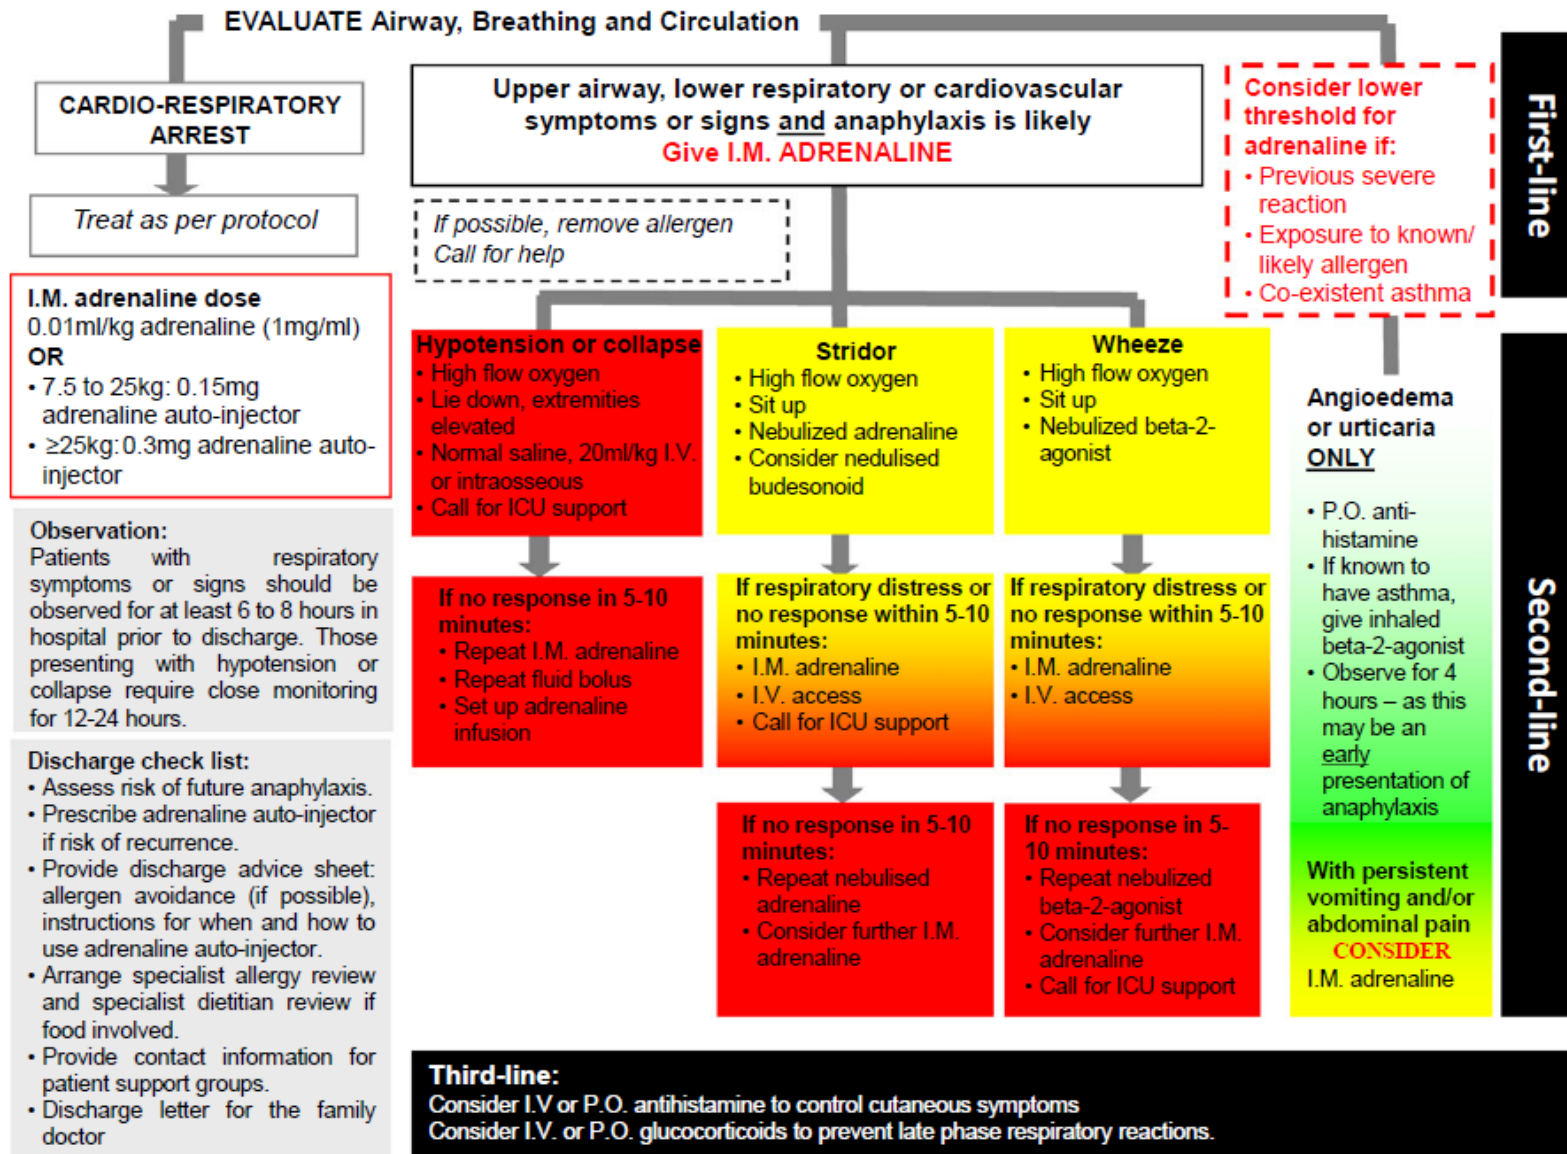 EVALUATE Airway, Breathing and Circulation
CARDIO-RESPIRATORY
ARREST
Treat as per protocol
I.M. adrenaline dose
0.01ml/kg adrenaline (1mg/ml)
OR
• 7.5 to 25kg: 0.15mg
adrenaline auto-injector
• ≥25kg: 0.3mg adrenaline auto-
injector
Observation:
Patients with respiratory
symptoms or signs should be
observed for at least 6 to 8 hours in
hospital prior to discharge. Those
presenting with hypotension or
collapse require close monitoring
for 12-24 hours.
Discharge check list:
• Assess risk of future anaphylaxis.
• Prescribe adrenaline auto-injector
if risk of recurrence.
• Provide discharge advice sheet:
allergen avoidance (if possible),
instructions for when and how to
use adrenaline auto-injector.
• Arrange specialist allergy review
and specialist dietitian review if
food involved.
• Provide contact information for
patient support groups.
• Discharge letter for the family
doctor
Upper airway, lower respiratory or cardiovascular
symptoms or signs and anaphylaxis is likely
Give I.M. ADRENALINE
If possible, remove allergen
Call for help
Hypotension or collapse
• High flow oxygen
• Lie down, extremities
elevated
• Normal saline, 20ml/kg I.V.
or intraosseous
• Call for ICU support
If no response in 5-10
minutes:
• Repeat I.M. adrenaline
• Repeat fluid bolus
• Set up adrenaline
infusion
Stridor
• High flow oxygen
• Sit up
• Nebulized adrenaline
• Consider nedulised
budesonoid
If respiratory distress or
no response within 5-10
minutes:
• I.M. adrenaline
• I.V. access
• Call for ICU support
If no response in 5-10
minutes:
• Repeat nebulised
adrenaline
• Consider further I.M.
adrenaline
Wheeze
• High flow oxygen
• Sit up
• Nebulized beta-2-
agonist
If respiratory distress or
no response within 5-10
minutes:
• I.M. adrenaline
• I.V. access
If no response in 5-
10 minutes:
• Repeat nebulized
beta-2-agonist
• Consider further I.M.
adrenaline
• Call for ICU support
Consider lower
threshold for
adrenaline if:
• Previous severe
reaction
• Exposure to known/
likely allergen
• Co-existent asthma
Angioedema
or urticaria
ONLY
• P.O. anti-
histamine
• If known to
have asthma,
give inhaled
beta-2-agonist
• Observe for 4
hours – as this
may be an
early
presentation of
anaphylaxis
With persistent
vomiting and/or
abdominal pain
CONSIDER
I.M. adrenaline
First-line
Second-line
Third-line:
Consider I.V or P.O. antihistamine to control cutaneous symptoms
Consider I.V. or P.O. glucocorticoids to prevent late phase respiratory reactions.